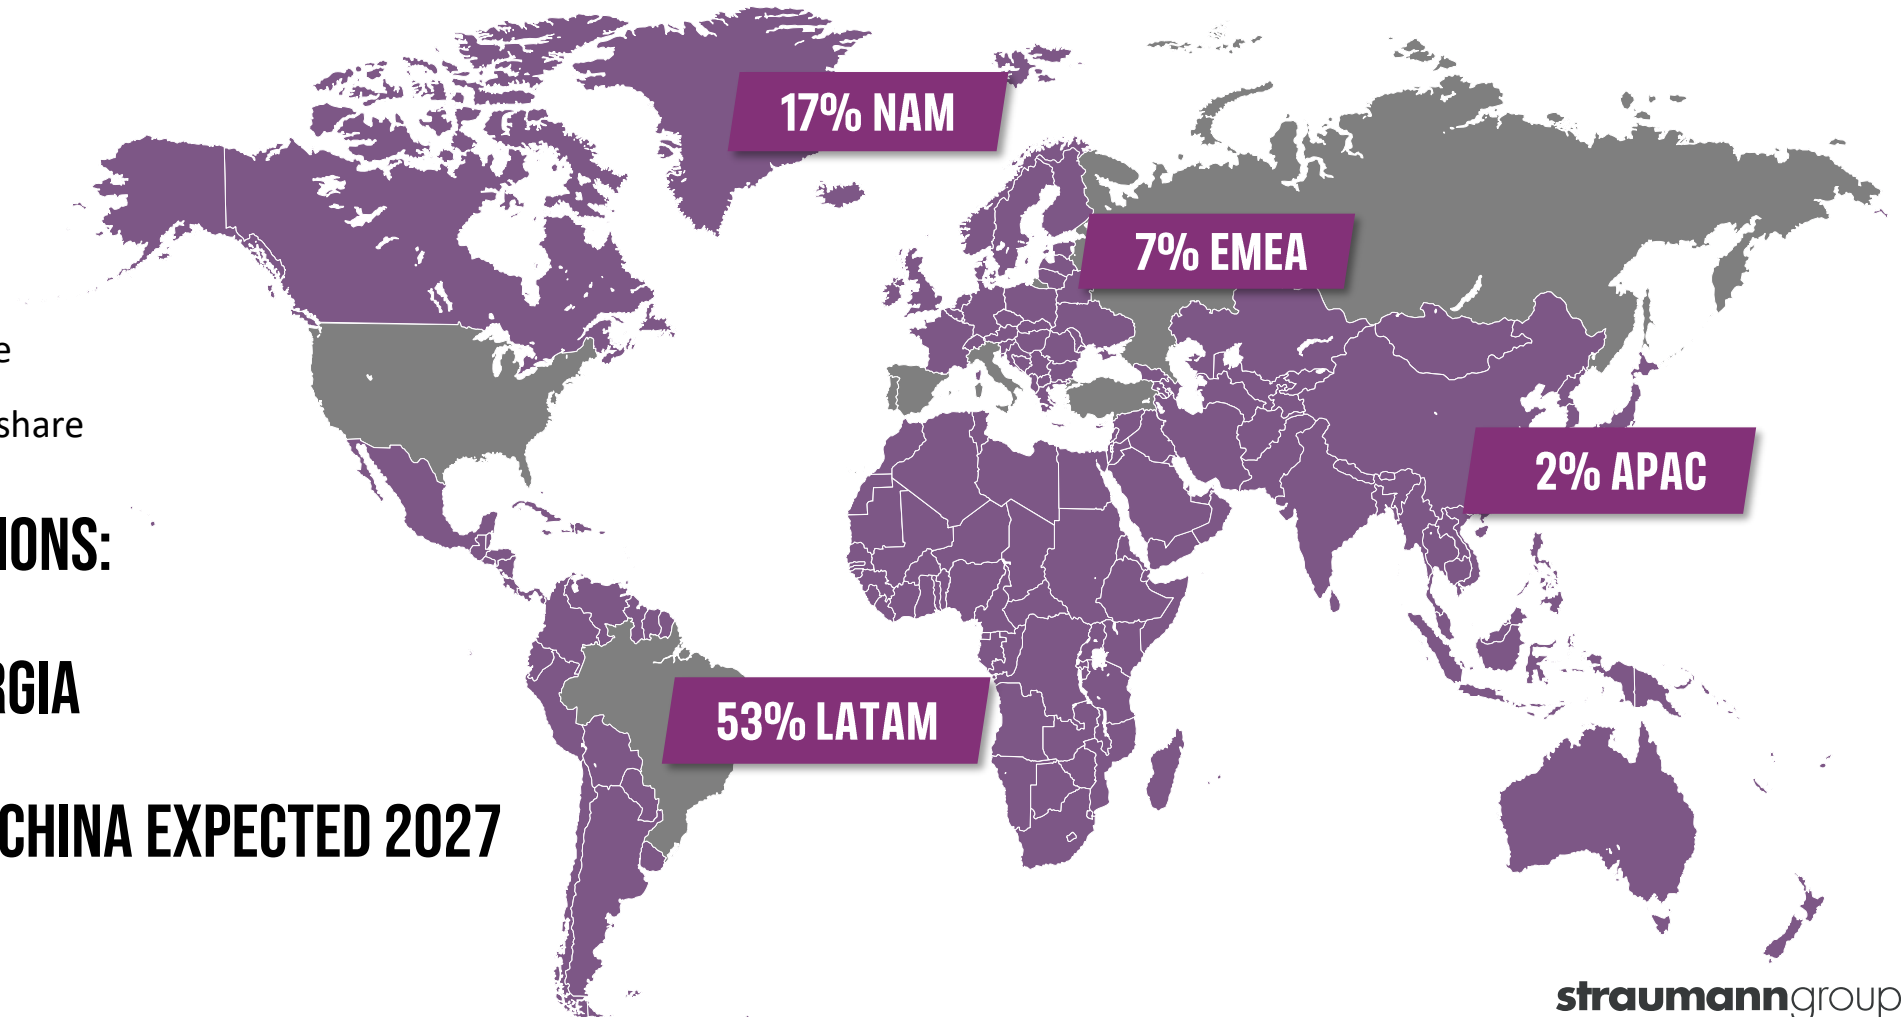 17% NAM
7% EMEA
e
share
2% APAC
IONS:
RGIA
53% LATAM
CHINA EXPECTED 2027
straumanngroup